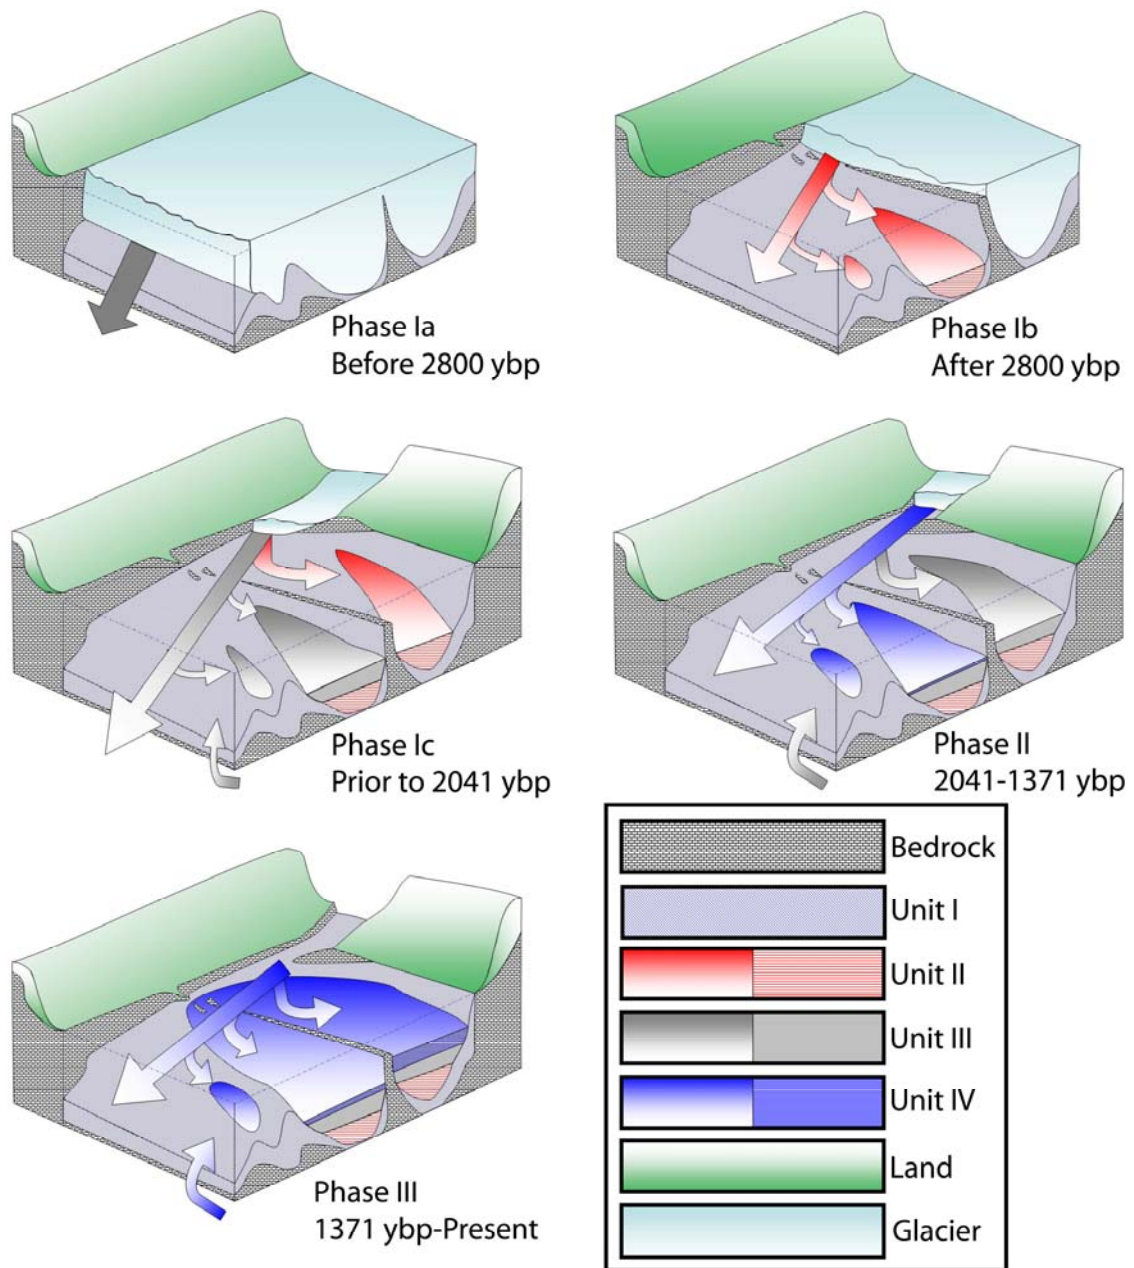 Phase Ia
Before 2800 ybp
Phase Ib
After 2800 ybp
Phase Ic
Prior to 2041 ybp
Phase II
2041-1371 ybp
Phase III
1371 ybp-Present
Bedrock
Unit I
Unit II
Unit III
Unit IV
Land
Glacier